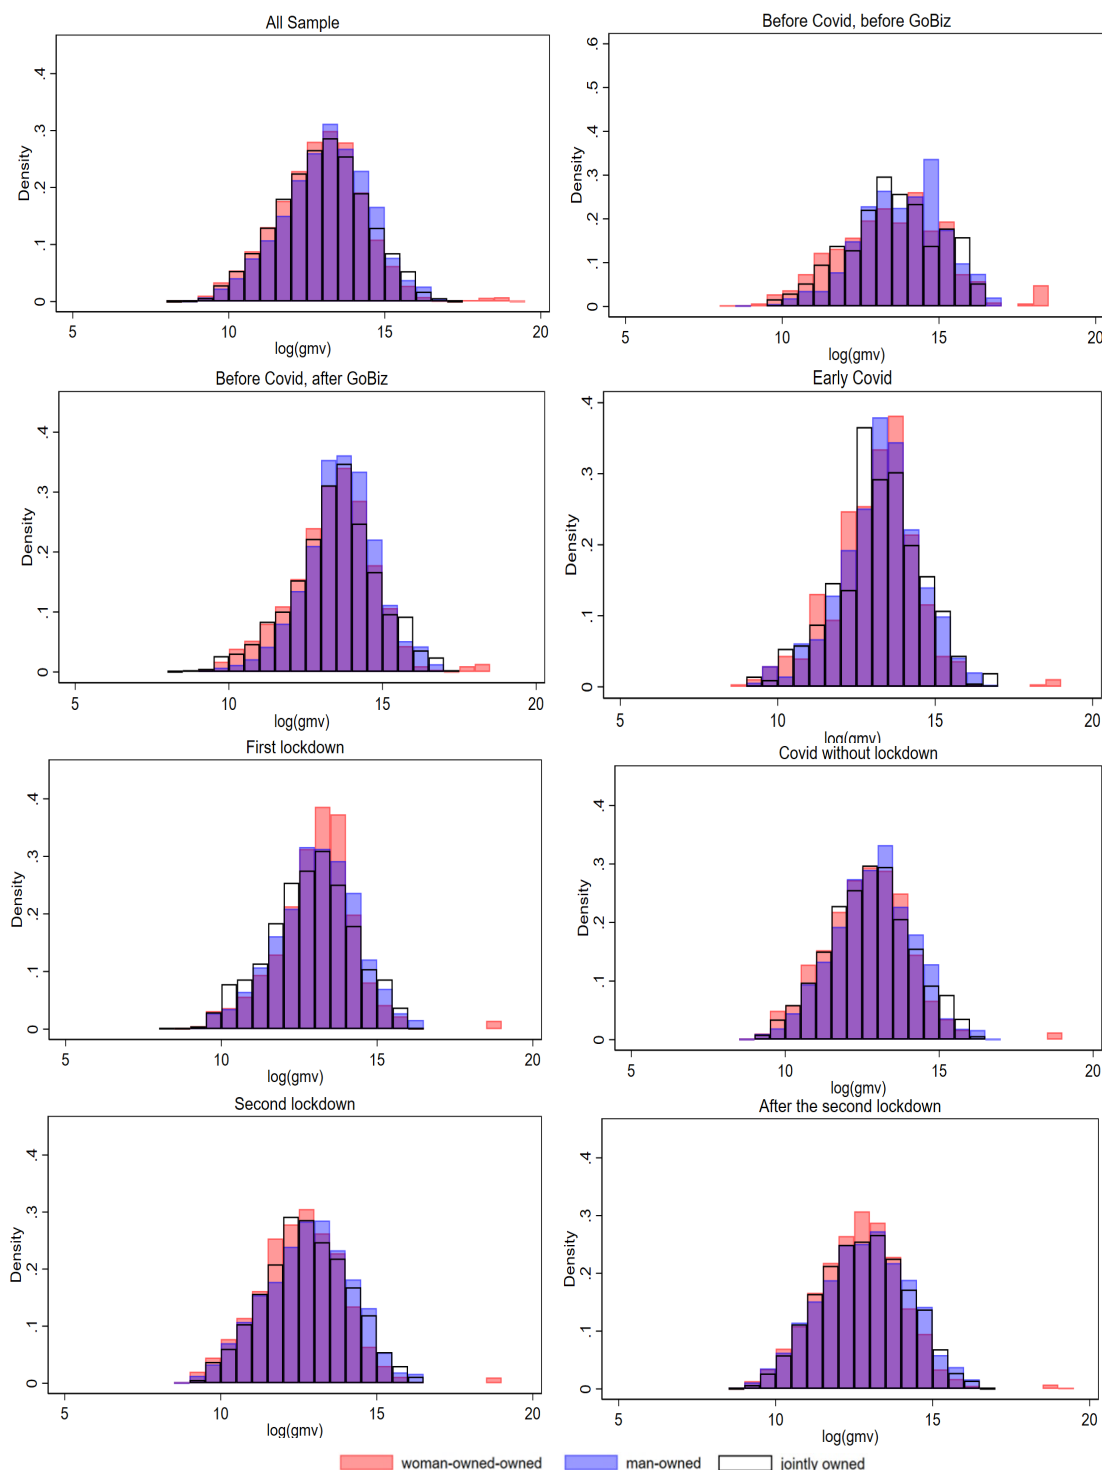 All Sample
Density
0 .1 .2 .3 .4
5 10 15 20
log(gmv)
Before Covid, before GoBiz
Density
0 .1 .2 .3 .4 .5 .6
5 10 15 20
log(gmv)
Before Covid, after GoBiz
Density
0 .1 .2 .3 .4
5 10 15 20
log(gmv)
Early Covid
Density
0 .1 .2 .3 .4
5 10 15 20
log(gmv)
First lockdown
Density
0 .1 .2 .3 .4
5 10 15 20
log(gmv)
Covid without lockdown
Density
0 .1 .2 .3 .4
5 10 15 20
log(gmv)
Second lockdown
Density
0 .1 .2 .3 .4
5 10 15 20
log(gmv)
After the second lockdown
Density
0 .1 .2 .3 .4
5 10 15 20
log(gmv)
woman-owned-owned man-owned jointly owned